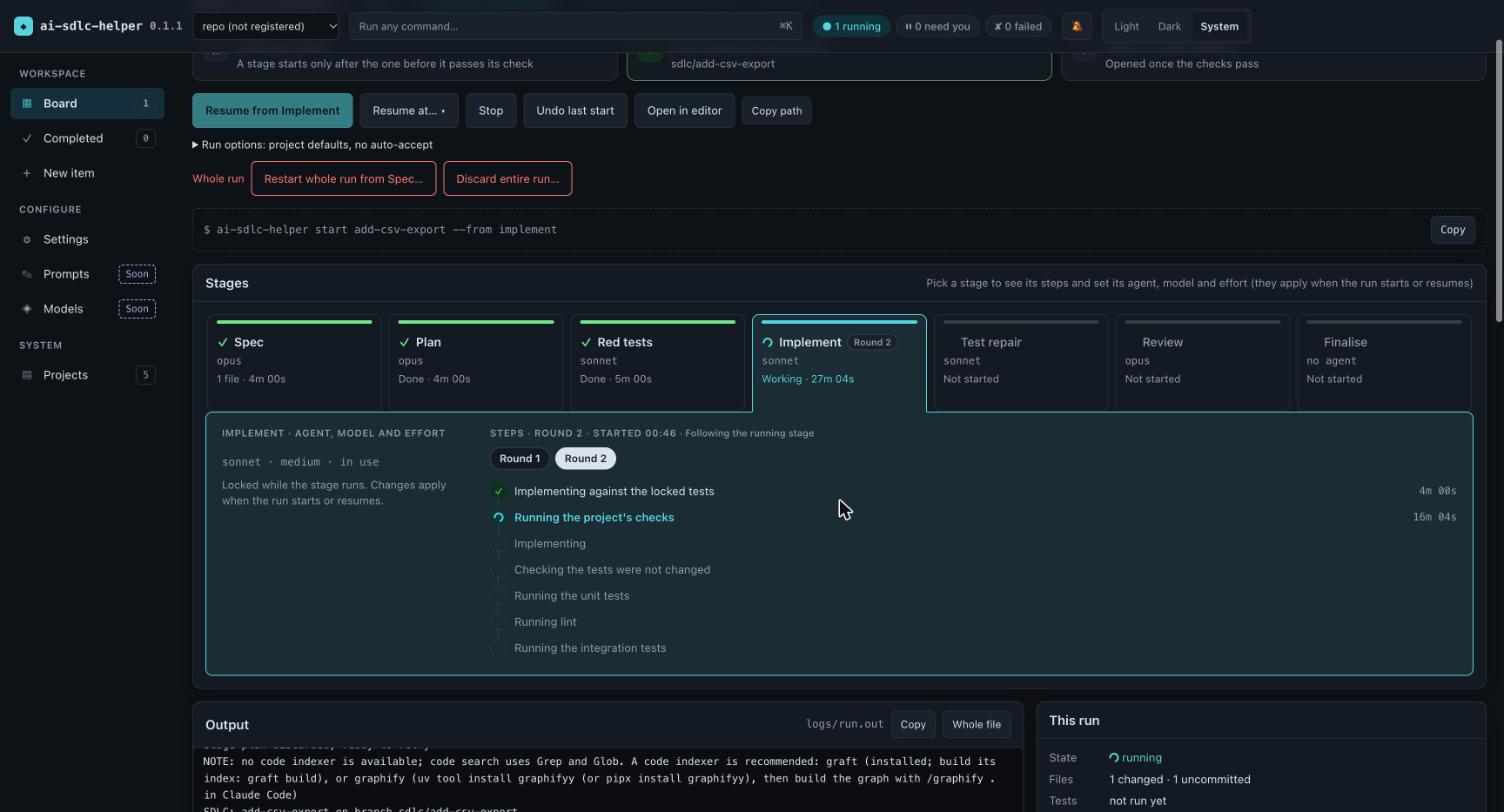 ai-sdlc-helper 0.1.1
repo (not registered)
Run any command...
⌘K
1 running
0 need you
✘ 0 failed
Light
Dark
System
WORKSPACE
Board 1
Completed 0
+ New item
CONFIGURE
Settings
Prompts Soon
Models Soon
SYSTEM
Projects 5
A stage starts only after the one before it passes its check
sdlc/add-csv-export
Opened once the checks pass
Resume from Implement
Resume at...
Stop
Undo last start
Open in editor
Copy path
Run options: project defaults, no auto-accept
Whole run
Restart whole run from Spec...
Discard entire run...
$ ai-sdlc-helper start add-csv-export --from implement
Copy
Stages
Pick a stage to see its steps and set its agent, model and effort (they apply when the run starts or resumes)
Spec
opus
1 file · 4m 00s
Plan
opus
Done · 4m 00s
Red tests
sonnet
Done · 5m 00s
Implement Round 2
sonnet
Working · 27m 04s
Test repair
sonnet
Not started
Review
opus
Not started
Finalise
no agent
Not started
IMPLEMENT · AGENT, MODEL AND EFFORT
sonnet · medium · in use
Locked while the stage runs. Changes apply
when the run starts or resumes.
STEPS · ROUND 2 · STARTED 00:46 · Following the running stage
Round 1
Round 2
Implementing against the locked tests 4m 00s
Running the project's checks 16m 04s
Implementing
Checking the tests were not changed
Running the unit tests
Running lint
Running the integration tests
Output
logs/run.out
Copy
Whole file
NOTE: no code indexer is available; code search uses Grep and Glob. A code indexer is recommended: graft (installed; build its
index: graft build), or graphify (uv tool install graphifyy (or pipx install graphifyy), then build the graph with /graphify .
in Claude Code)
SDLC: add-csv-export on branch sdlc/add-csv-export
This run
State running
Files 1 changed · 1 uncommitted
Tests not run yet